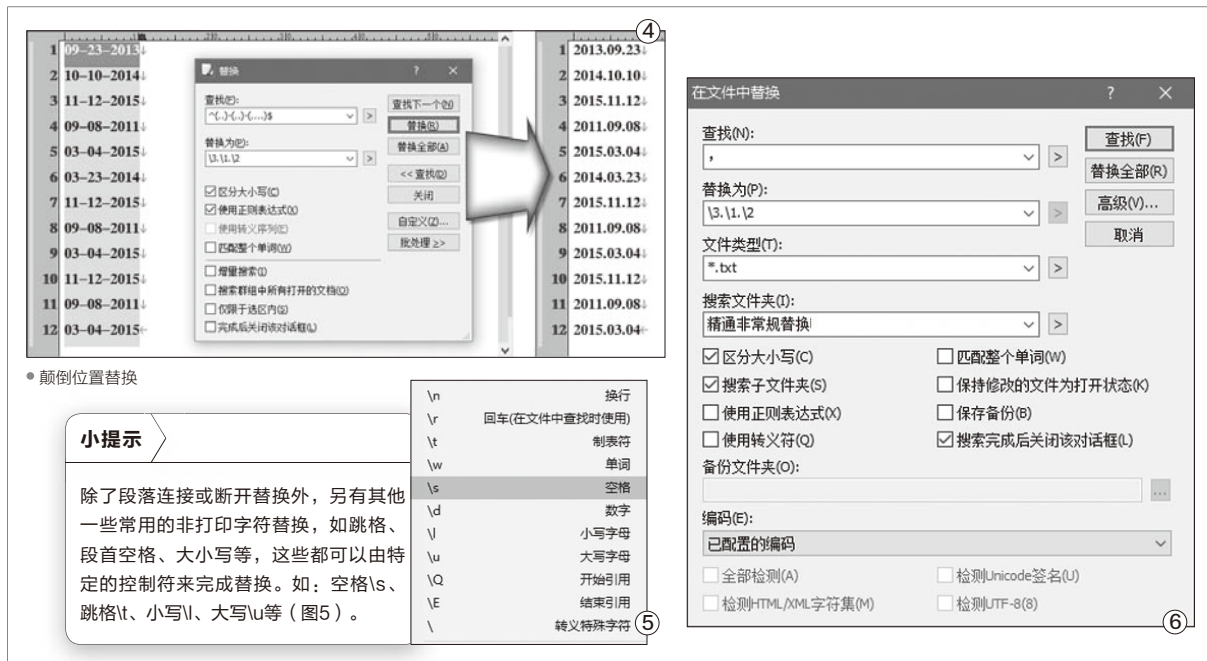 ④
1 09-23-2013↓
2 10-10-2014↓
3 11-12-2015↓
4 09-08-2011↓
5 03-04-2015↓
6 03-23-2014↓
7 11-12-2015↓
8 09-08-2011↓
9 03-04-2015↓
10 11-12-2015↓
11 09-08-2011↓
12 03-04-2015←
替换 ? ×
查找(F):
^(..)-(..)-(....)$
替换为(P):
\3.\1.\2
区分大小写(C)
使用正则表达式(X)
使用转义序列(E)
匹配整个单词(W)
增量搜索(I)
搜索群组中所有打开的文档(O)
仅限于选区内(S)
完成后关闭该对话框(L)
查找下一个(N)
替换(R)
替换全部(A)
<< 查找(D)
关闭
自定义(Z)...
批处理 >>
1 2013.09.23↓
2 2014.10.10↓
3 2015.11.12↓
4 2011.09.08↓
5 2015.03.04↓
6 2014.03.23↓
7 2015.11.12↓
8 2011.09.08↓
9 2015.03.04↓
10 2015.11.12↓
11 2011.09.08↓
12 2015.03.04←
● 颠倒位置替换
小提示
除了段落连接或断开替换外，另有其他
一些常用的非打印字符替换，如跳格、
段首空格、大小写等，这些都可以由特
定的控制符来完成替换。如：空格\s、
跳格\t、小写\l、大写\u等（图5）。
\n 换行
\r 回车(在文件中查找时使用)
\t 制表符
\w 单词
\s 空格
\d 数字
\l 小写字母
\u 大写字母
\Q 开始引用
\E 结束引用
\ 转义特殊字符
⑤
在文件中替换 ? ×
查找(N):
，
替换为(P):
\3.\1.\2
文件类型(T):
*.txt
搜索文件夹(I):
精通非常规替换
查找(F)
替换全部(R)
高级(V)...
取消
区分大小写(C) 匹配整个单词(W)
搜索子文件夹(S) 保持修改的文件为打开状态(K)
使用正则表达式(X) 保存备份(B)
使用转义符(Q) 搜索完成后关闭该对话框(L)
备份文件夹(O):
...
编码(E):
已配置的编码
全部检测(A) 检测Unicode签名(U)
检测HTML/XML字符集(M) 检测UTF-8(8)
⑥